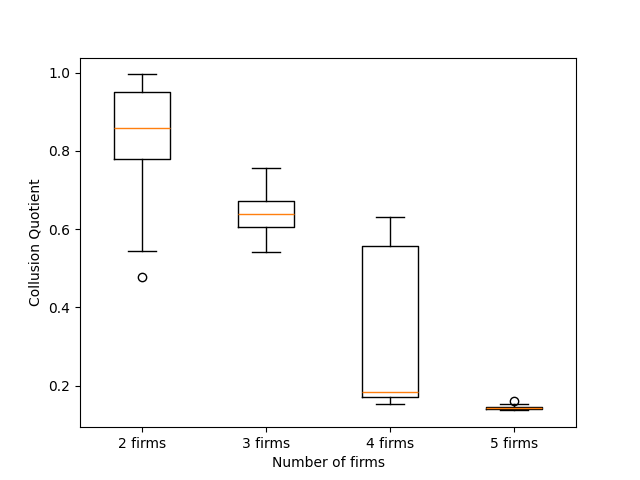 1.0
0.8
0.6
0.4
0.2
Collusion Quotient
2 firms
3 firms
4 firms
5 firms
Number of firms